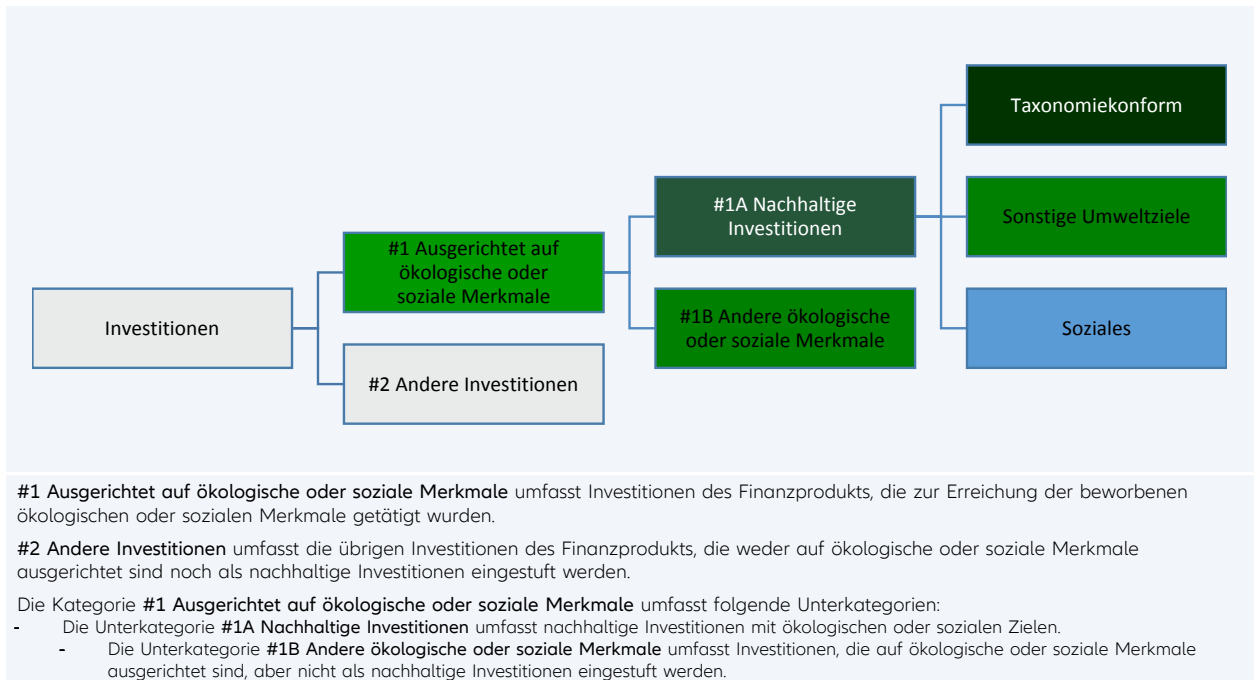 Taxonomiekonform
#1A Nachhaltige
Investitionen
Sonstige Umweltziele
#1 Ausgerichtet auf
ökologische oder
soziale Merkmale
Investitionen
#1B Andere ökologische
oder soziale Merkmale
Soziales
#2 Andere Investitionen
#1 Ausgerichtet auf ökologische oder soziale Merkmale umfasst Investitionen des Finanzprodukts, die zur Erreichung der beworbenen
ökologischen oder sozialen Merkmale getätigt wurden.
#2 Andere Investitionen umfasst die übrigen Investitionen des Finanzprodukts, die weder auf ökologische oder soziale Merkmale
ausgerichtet sind noch als nachhaltige Investitionen eingestuft werden.
Die Kategorie #1 Ausgerichtet auf ökologische oder soziale Merkmale umfasst folgende Unterkategorien:
- Die Unterkategorie #1A Nachhaltige Investitionen umfasst nachhaltige Investitionen mit ökologischen oder sozialen Zielen.
- Die Unterkategorie #1B Andere ökologische oder soziale Merkmale umfasst Investitionen, die auf ökologische oder soziale Merkmale
ausgerichtet sind, aber nicht als nachhaltige Investitionen eingestuft werden.